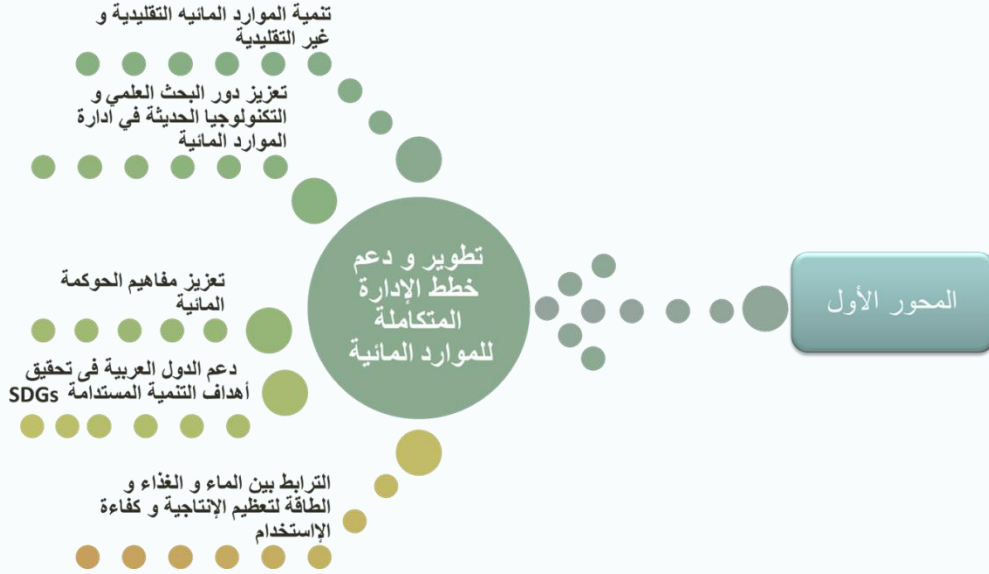 المحور الأول
تطوير و دعم
خطط الإدارة
المتكاملة
للموارد المائية
تنمية الموارد المائيه التقليدية و
غير التقليدية
تعزيز دور البحث العلمي و
التكنولوجيا الحديثة في ادارة
الموارد المائية
تعزيز مفاهيم الحوكمة
المائية
دعم الدول العربية فى تحقيق
أهداف التنمية المستدامة SDGs
الترابط بين الماء و الغذاء و
الطاقة لتعظيم الإنتاجية و كفاءة
الإاستخدام